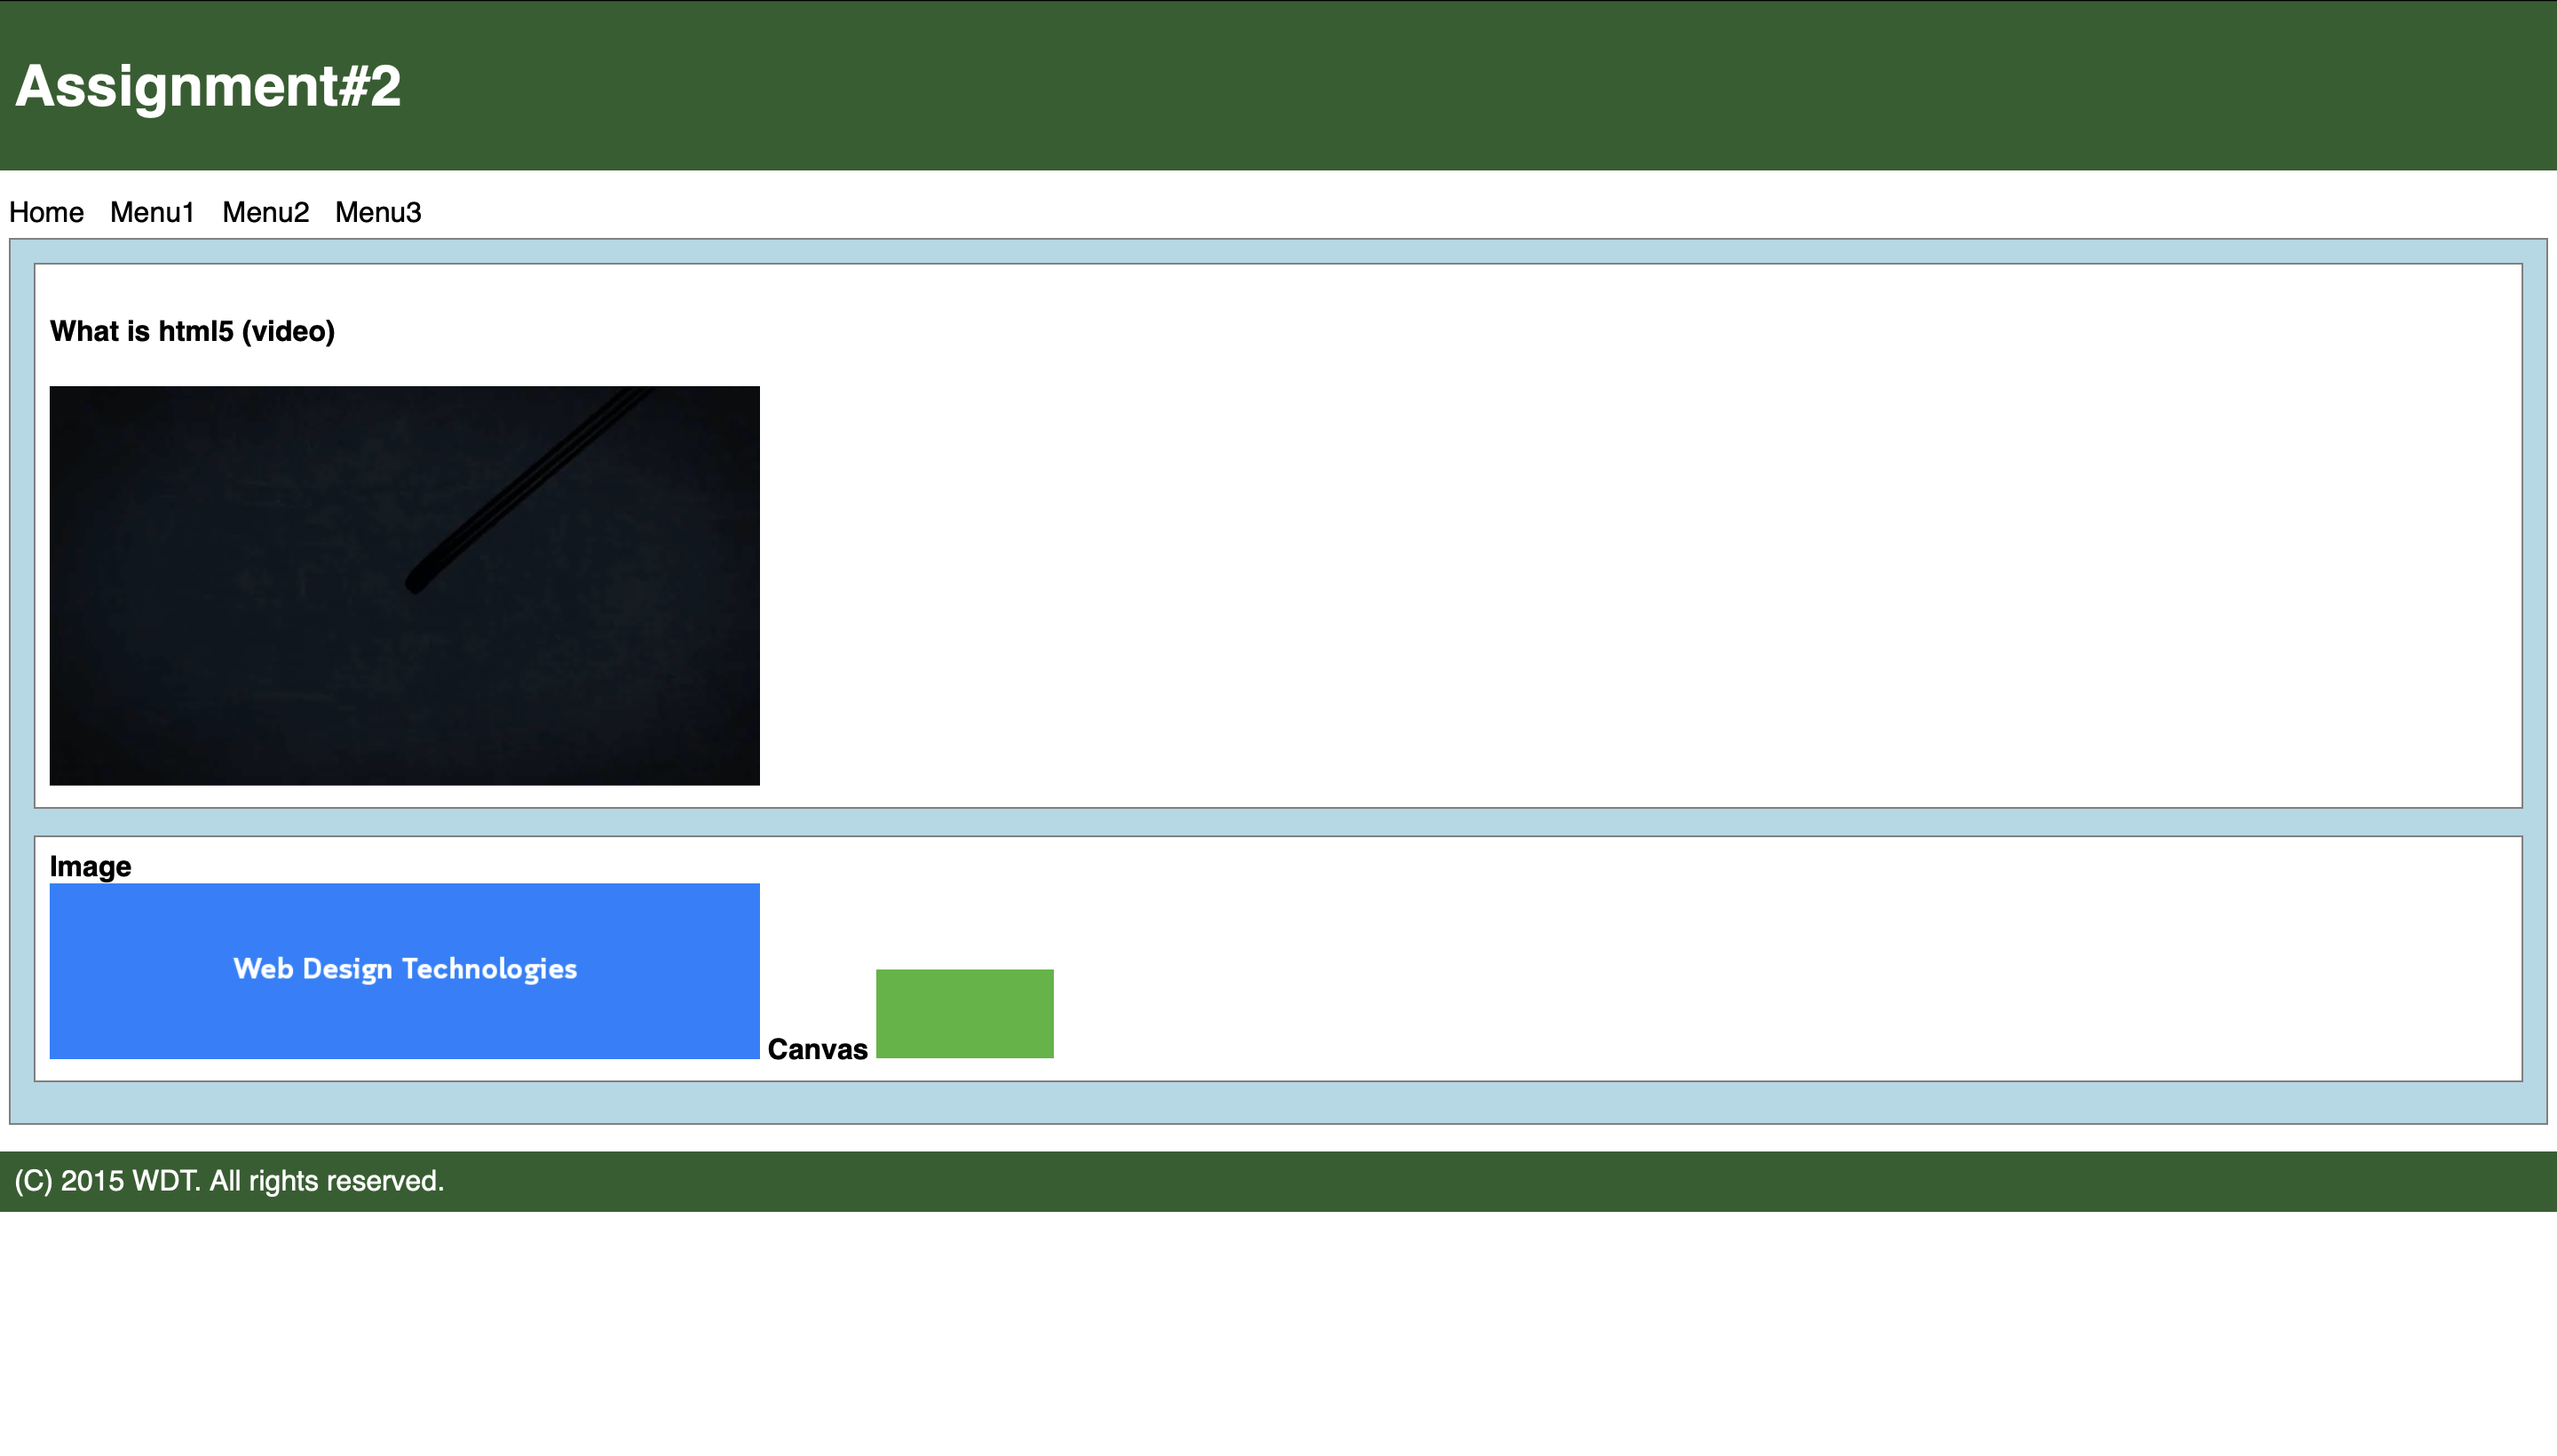 Assignment#2
Home Menu1 Menu2 Menu3
What is html5 (video)
Image
Web Design Technologies
Canvas
(C) 2015 WDT. All rights reserved.